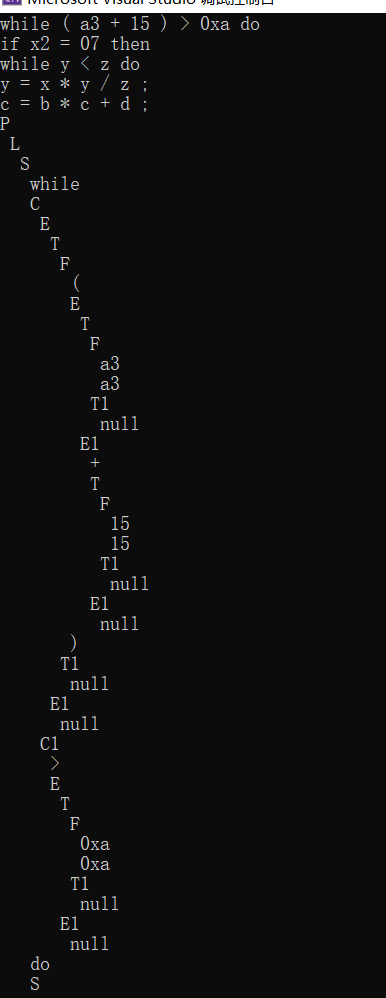 Microsoft Visual Studio 调试控制台
while ( a3 + 15 ) > 0xa do
if x2 = 07 then
while y < z do
y = x * y / z ;
c = b * c + d ;
P
L
S
while
C
E
T
F
(
E
T
F
a3
a3
T1
null
E1
+
T
F
15
15
T1
null
E1
null
)
T1
null
E1
null
C1
>
E
T
F
0xa
0xa
T1
null
E1
null
do
S